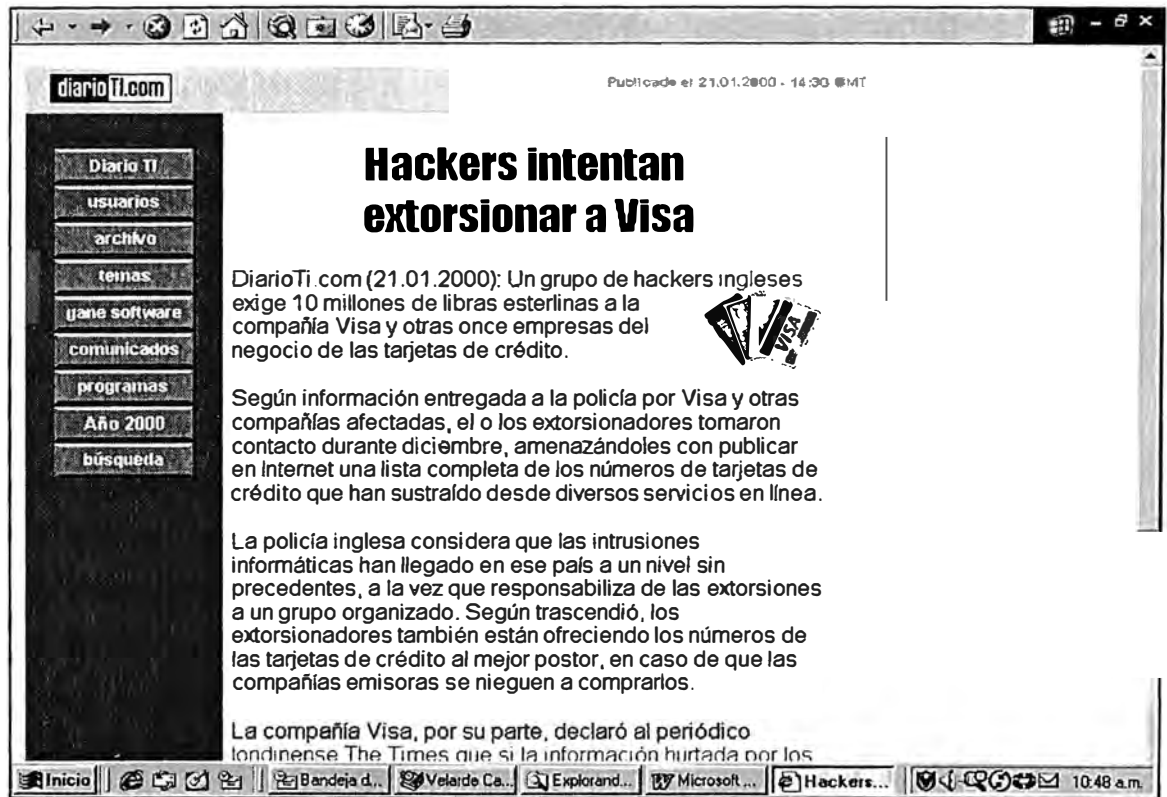 diarioTI.com
Publicado el 21.01.2000 - 14:30 GMT
Diario TI
usuarios
archivo
temas
gane software
comunicados
programas
Año 2000
búsqueda
Hackers intentan
extorsionar a Visa
DiarioTi.com (21.01.2000): Un grupo de hackers ingleses
exige 10 millones de libras esterlinas a la
compañía Visa y otras once empresas del
negocio de las tarjetas de crédito.
VISA
Según información entregada a la policía por Visa y otras
compañías afectadas, el o los extorsionadores tomaron
contacto durante diciembre, amenazándoles con publicar
en Internet una lista completa de los números de tarjetas de
crédito que han sustraído desde diversos servicios en línea.
La policía inglesa considera que las intrusiones
informáticas han llegado en ese país a un nivel sin
precedentes, a la vez que responsabiliza de las extorsiones
a un grupo organizado. Según trascendió, los
extorsionadores también están ofreciendo los números de
las tarjetas de crédito al mejor postor, en caso de que las
compañías emisoras se nieguen a comprarlos.
La compañía Visa, por su parte, declaró al periódico
londinense The Times que si la información hurtada por los
Inicio Bandeja d... Velarde Ca... Explorand... Microsoft ... Hackers... 10:48 a.m.